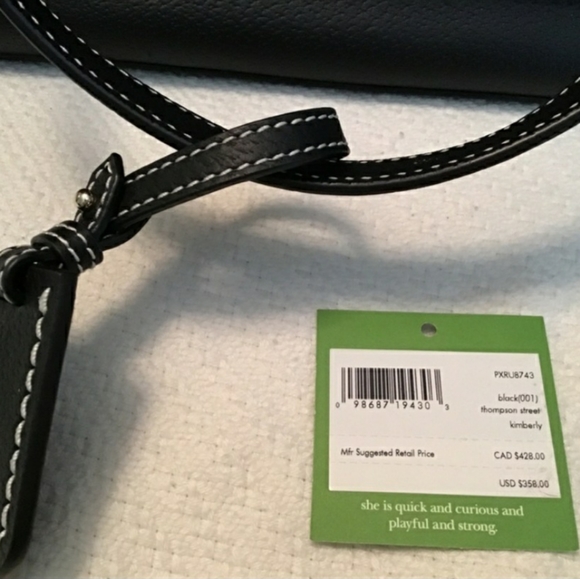 PXRU8743
0 98687 19430 3
black(001)
thompson street
kimberly
Mfr Suggested Retail Price CAD $428.00
USD $358.00
she is quick and curious and
playful and strong.